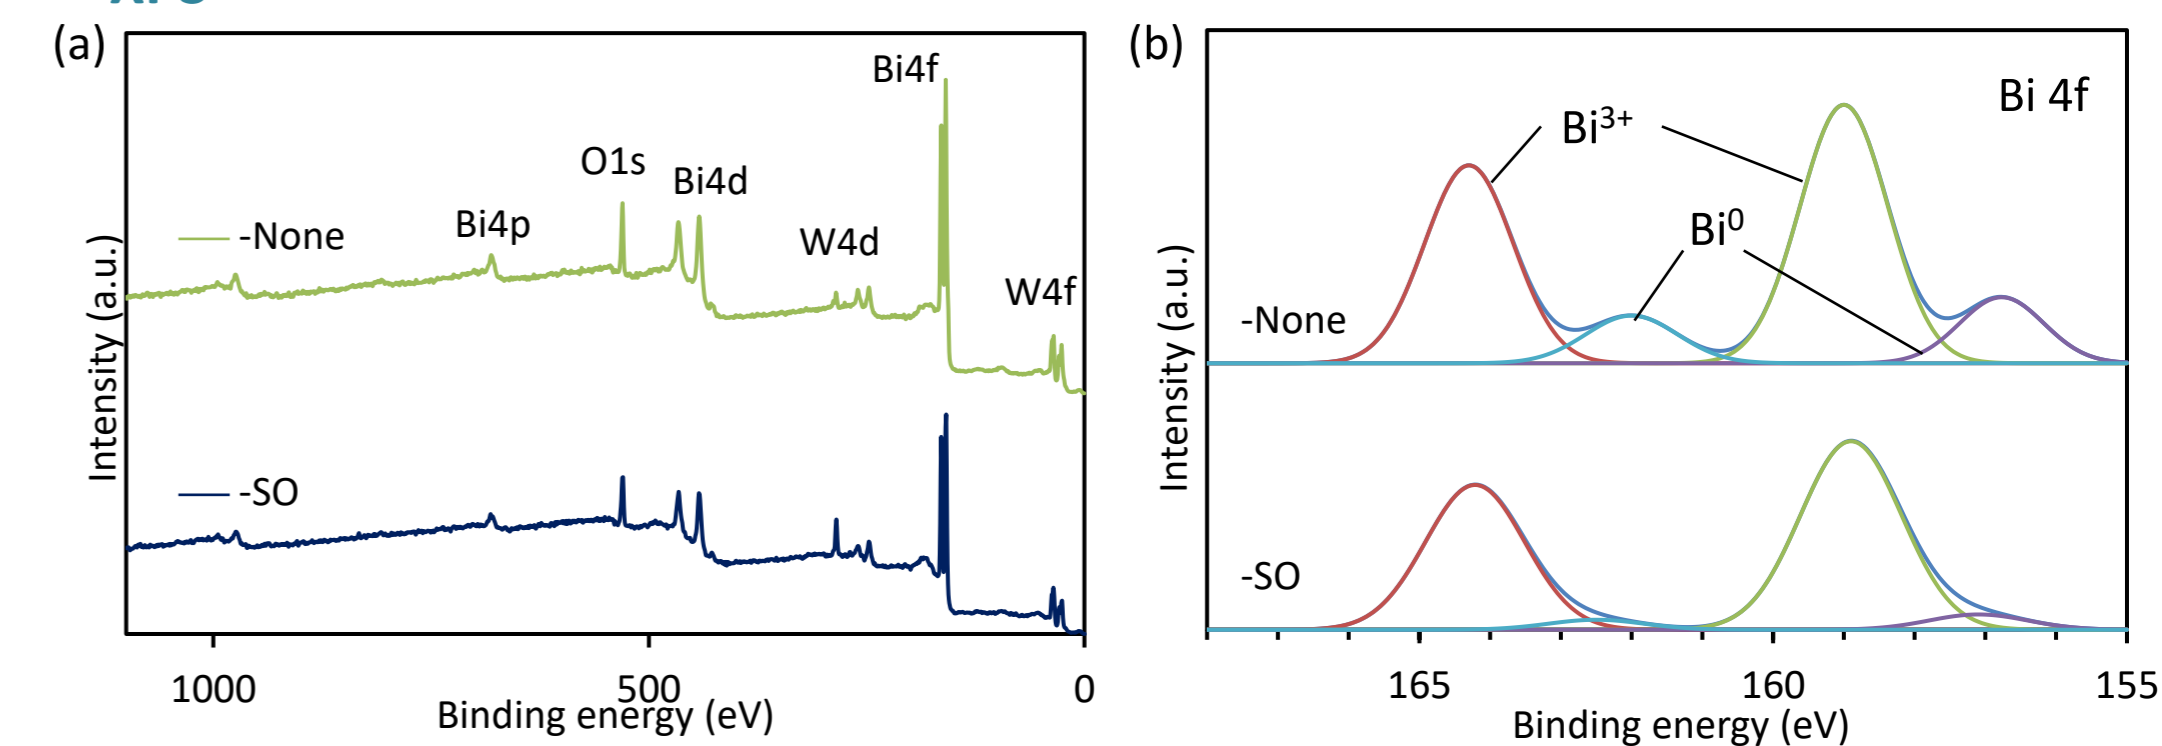 (a)
Bi4f
O1s
Bi4d
Bi4p
-None
W4d
W4f
-SO
Intensity (a.u.)
1000
500
0
Binding energy (eV)
(b)
Bi 4f
Bi³⁺
Bi⁰
-None
-SO
Intensity (a.u.)
165
160
155
Binding energy (eV)